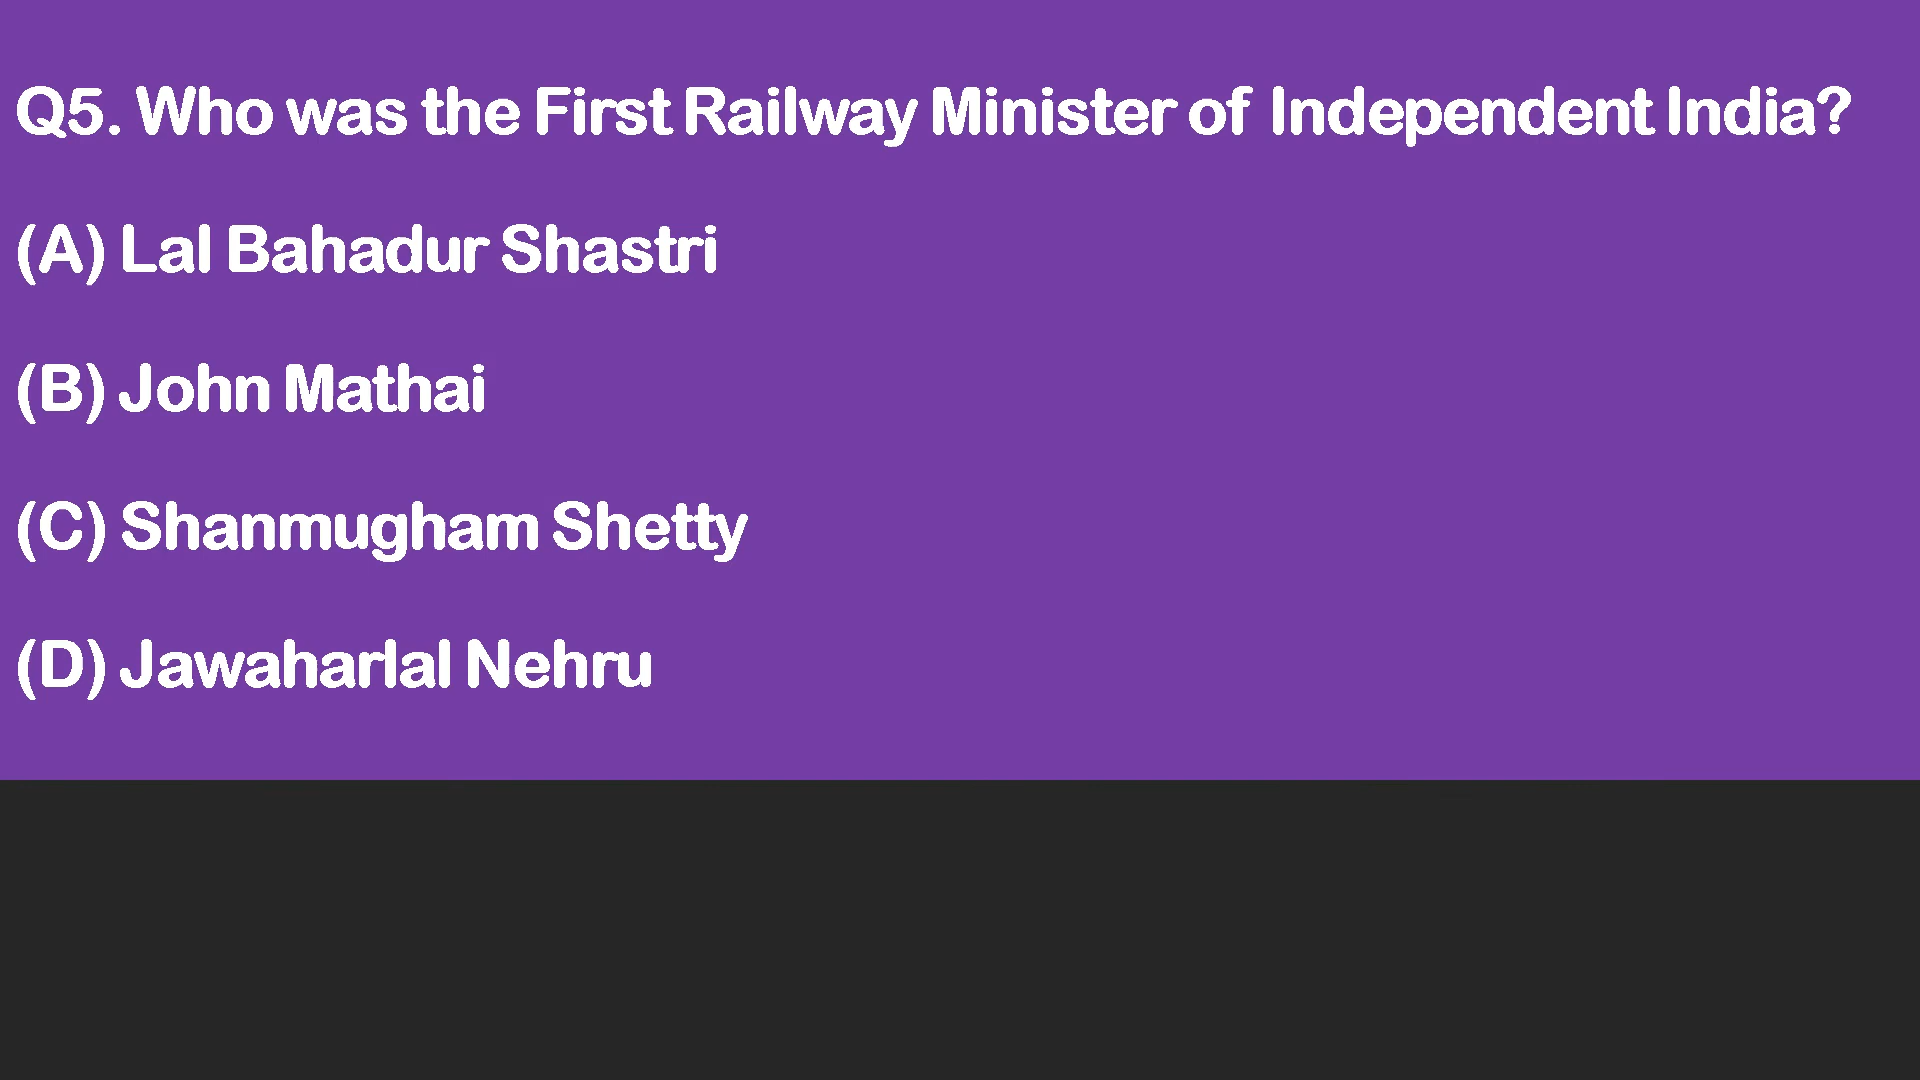 Q5. Who was the First Railway Minister of Independent India?
(A) Lal Bahadur Shastri
(B) John Mathai
(C) Shanmugham Shetty
(D) Jawaharlal Nehru